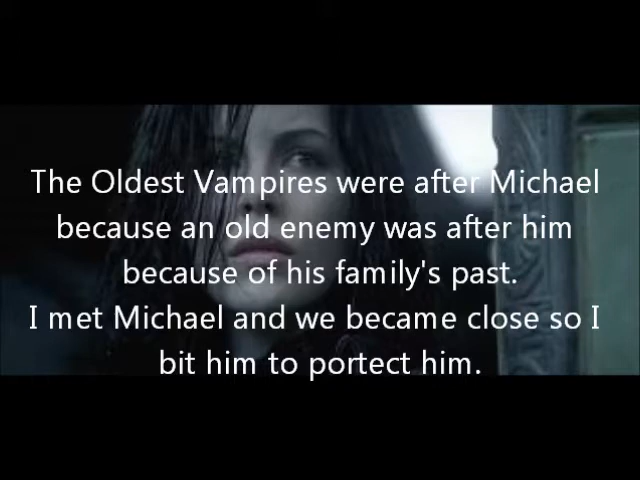 The Oldest Vampires were after Michael
because an old enemy was after him
because of his family's past.
I met Michael and we became close so I
bit him to portect him.